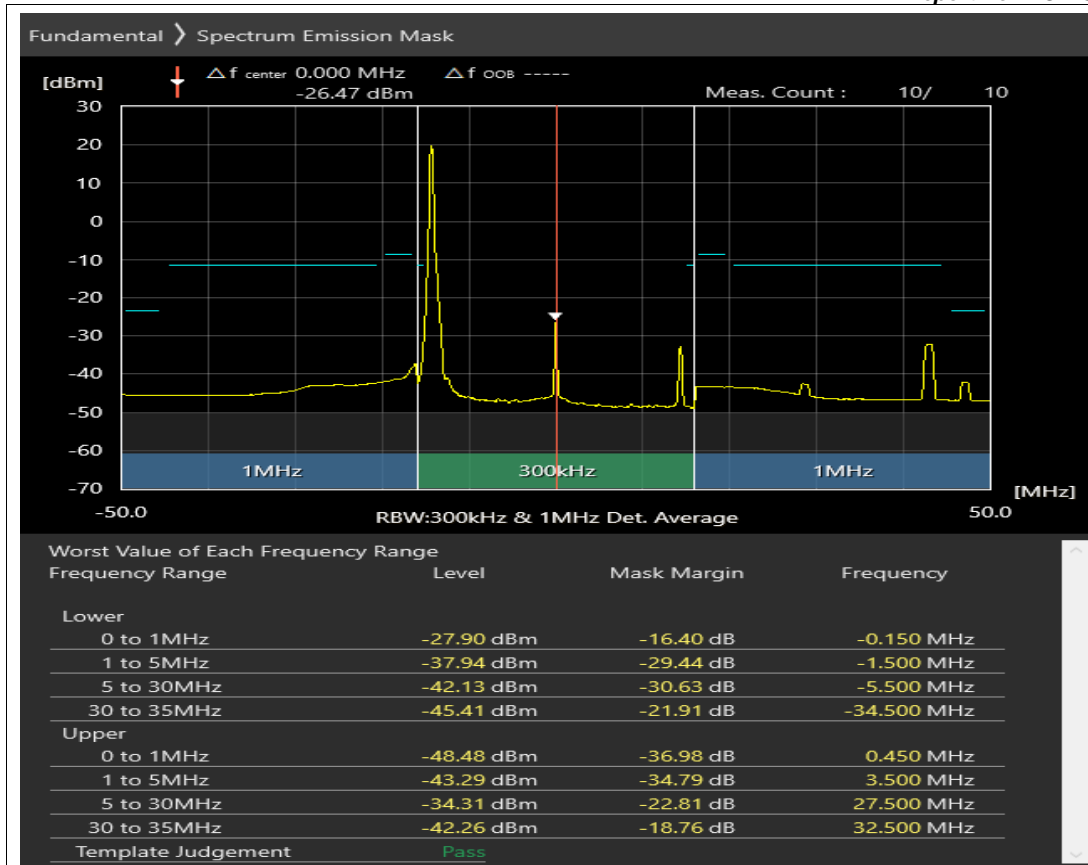 Fundamental 〉 Spectrum Emission Mask
[dBm] △ f center 0.000 MHz △ f OOB -----
-26.47 dBm Meas. Count : 10/ 10
30
20
10
0
-10
-20
-30
-40
-50
-60
-70
1MHz 300kHz 1MHz
[MHz]
-50.0 RBW:300kHz & 1MHz Det. Average 50.0
Worst Value of Each Frequency Range
Frequency Range Level Mask Margin Frequency
Lower
0 to 1MHz -27.90 dBm -16.40 dB -0.150 MHz
1 to 5MHz -37.94 dBm -29.44 dB -1.500 MHz
5 to 30MHz -42.13 dBm -30.63 dB -5.500 MHz
30 to 35MHz -45.41 dBm -21.91 dB -34.500 MHz
Upper
0 to 1MHz -48.48 dBm -36.98 dB 0.450 MHz
1 to 5MHz -43.29 dBm -34.79 dB 3.500 MHz
5 to 30MHz -34.31 dBm -22.81 dB 27.500 MHz
30 to 35MHz -42.26 dBm -18.76 dB 32.500 MHz
Template Judgement Pass